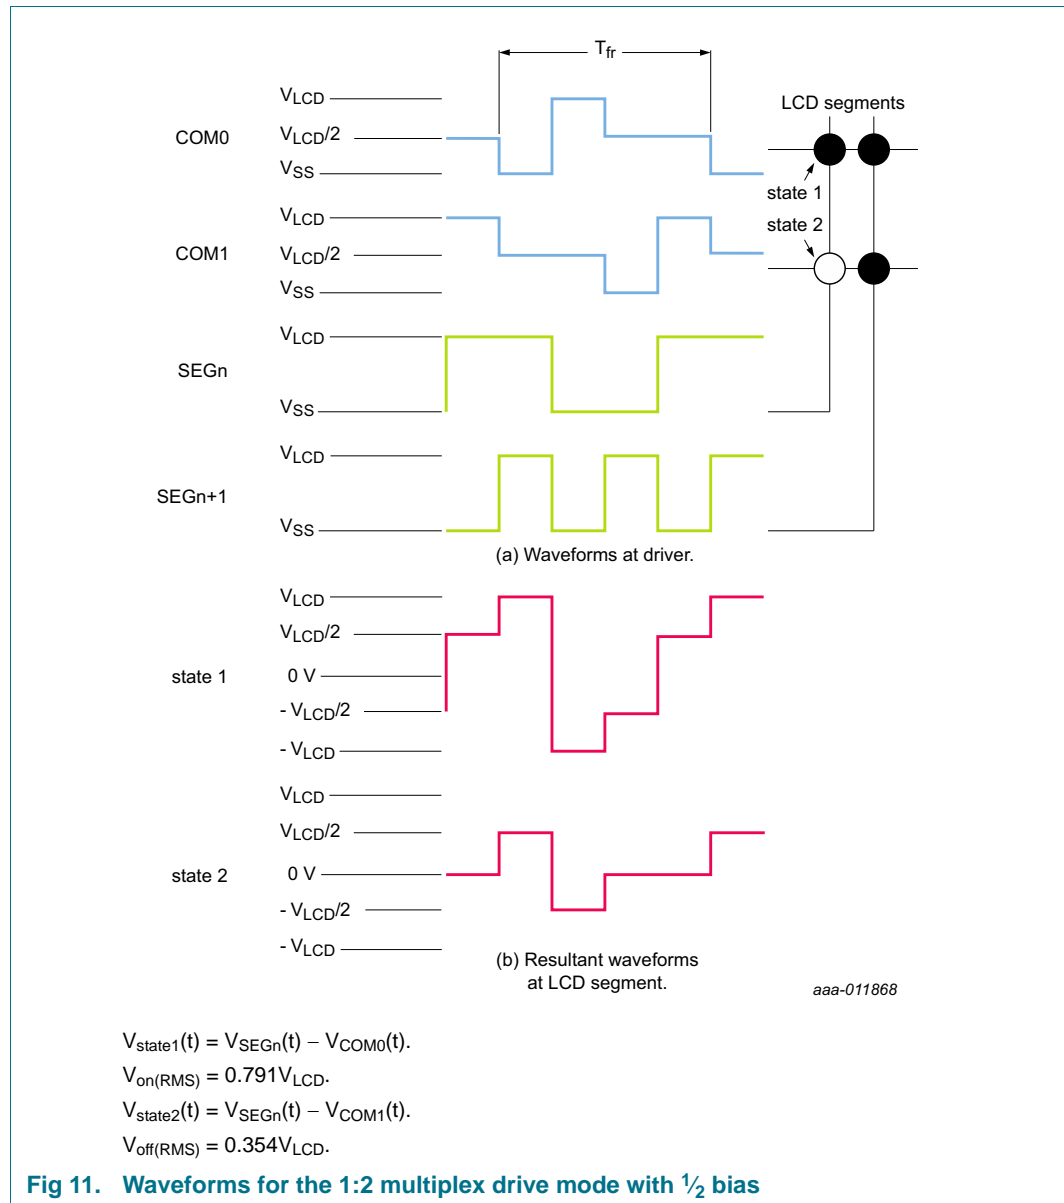 T_fr
V_LCD
V_LCD/2
V_SS
COM0
LCD segments
state 1
V_LCD
V_LCD/2
V_SS
COM1
state 2
V_LCD
SEGn
V_SS
V_LCD
SEGn+1
V_SS
(a) Waveforms at driver.
V_LCD
V_LCD/2
state 1
0 V
- V_LCD/2
- V_LCD
V_LCD
V_LCD/2
state 2
0 V
- V_LCD/2
- V_LCD
(b) Resultant waveforms
at LCD segment.
aaa-011868
V_state1(t) = V_SEGn(t) − V_COM0(t).
V_on(RMS) = 0.791V_LCD.
V_state2(t) = V_SEGn(t) − V_COM1(t).
V_off(RMS) = 0.354V_LCD.
Fig 11. Waveforms for the 1:2 multiplex drive mode with 1⁄2 bias